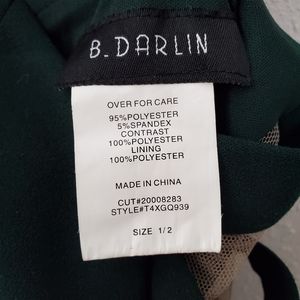 B. DARLIN
OVER FOR CARE
95%POLYESTER
5%SPANDEX
CONTRAST
100%POLYESTER
LINING
100%POLYESTER
MADE IN CHINA
CUT#20008283
STYLE#T4XGQ939
SIZE 1/2